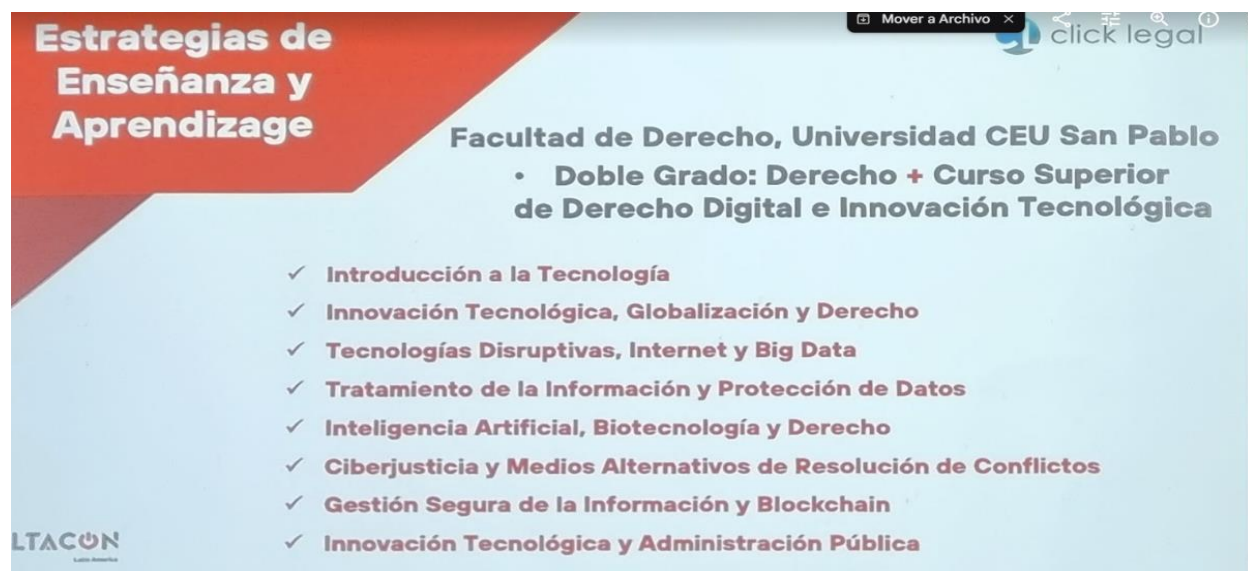 Mover a Archivo ×
click legal
Estrategias de
Enseñanza y
Aprendizage
Facultad de Derecho, Universidad CEU San Pablo
• Doble Grado: Derecho + Curso Superior
de Derecho Digital e Innovación Tecnológica
✓ Introducción a la Tecnología
✓ Innovación Tecnológica, Globalización y Derecho
✓ Tecnologías Disruptivas, Internet y Big Data
✓ Tratamiento de la Información y Protección de Datos
✓ Inteligencia Artificial, Biotecnología y Derecho
✓ Ciberjusticia y Medios Alternativos de Resolución de Conflictos
✓ Gestión Segura de la Información y Blockchain
✓ Innovación Tecnológica y Administración Pública
LTACON
Latin America